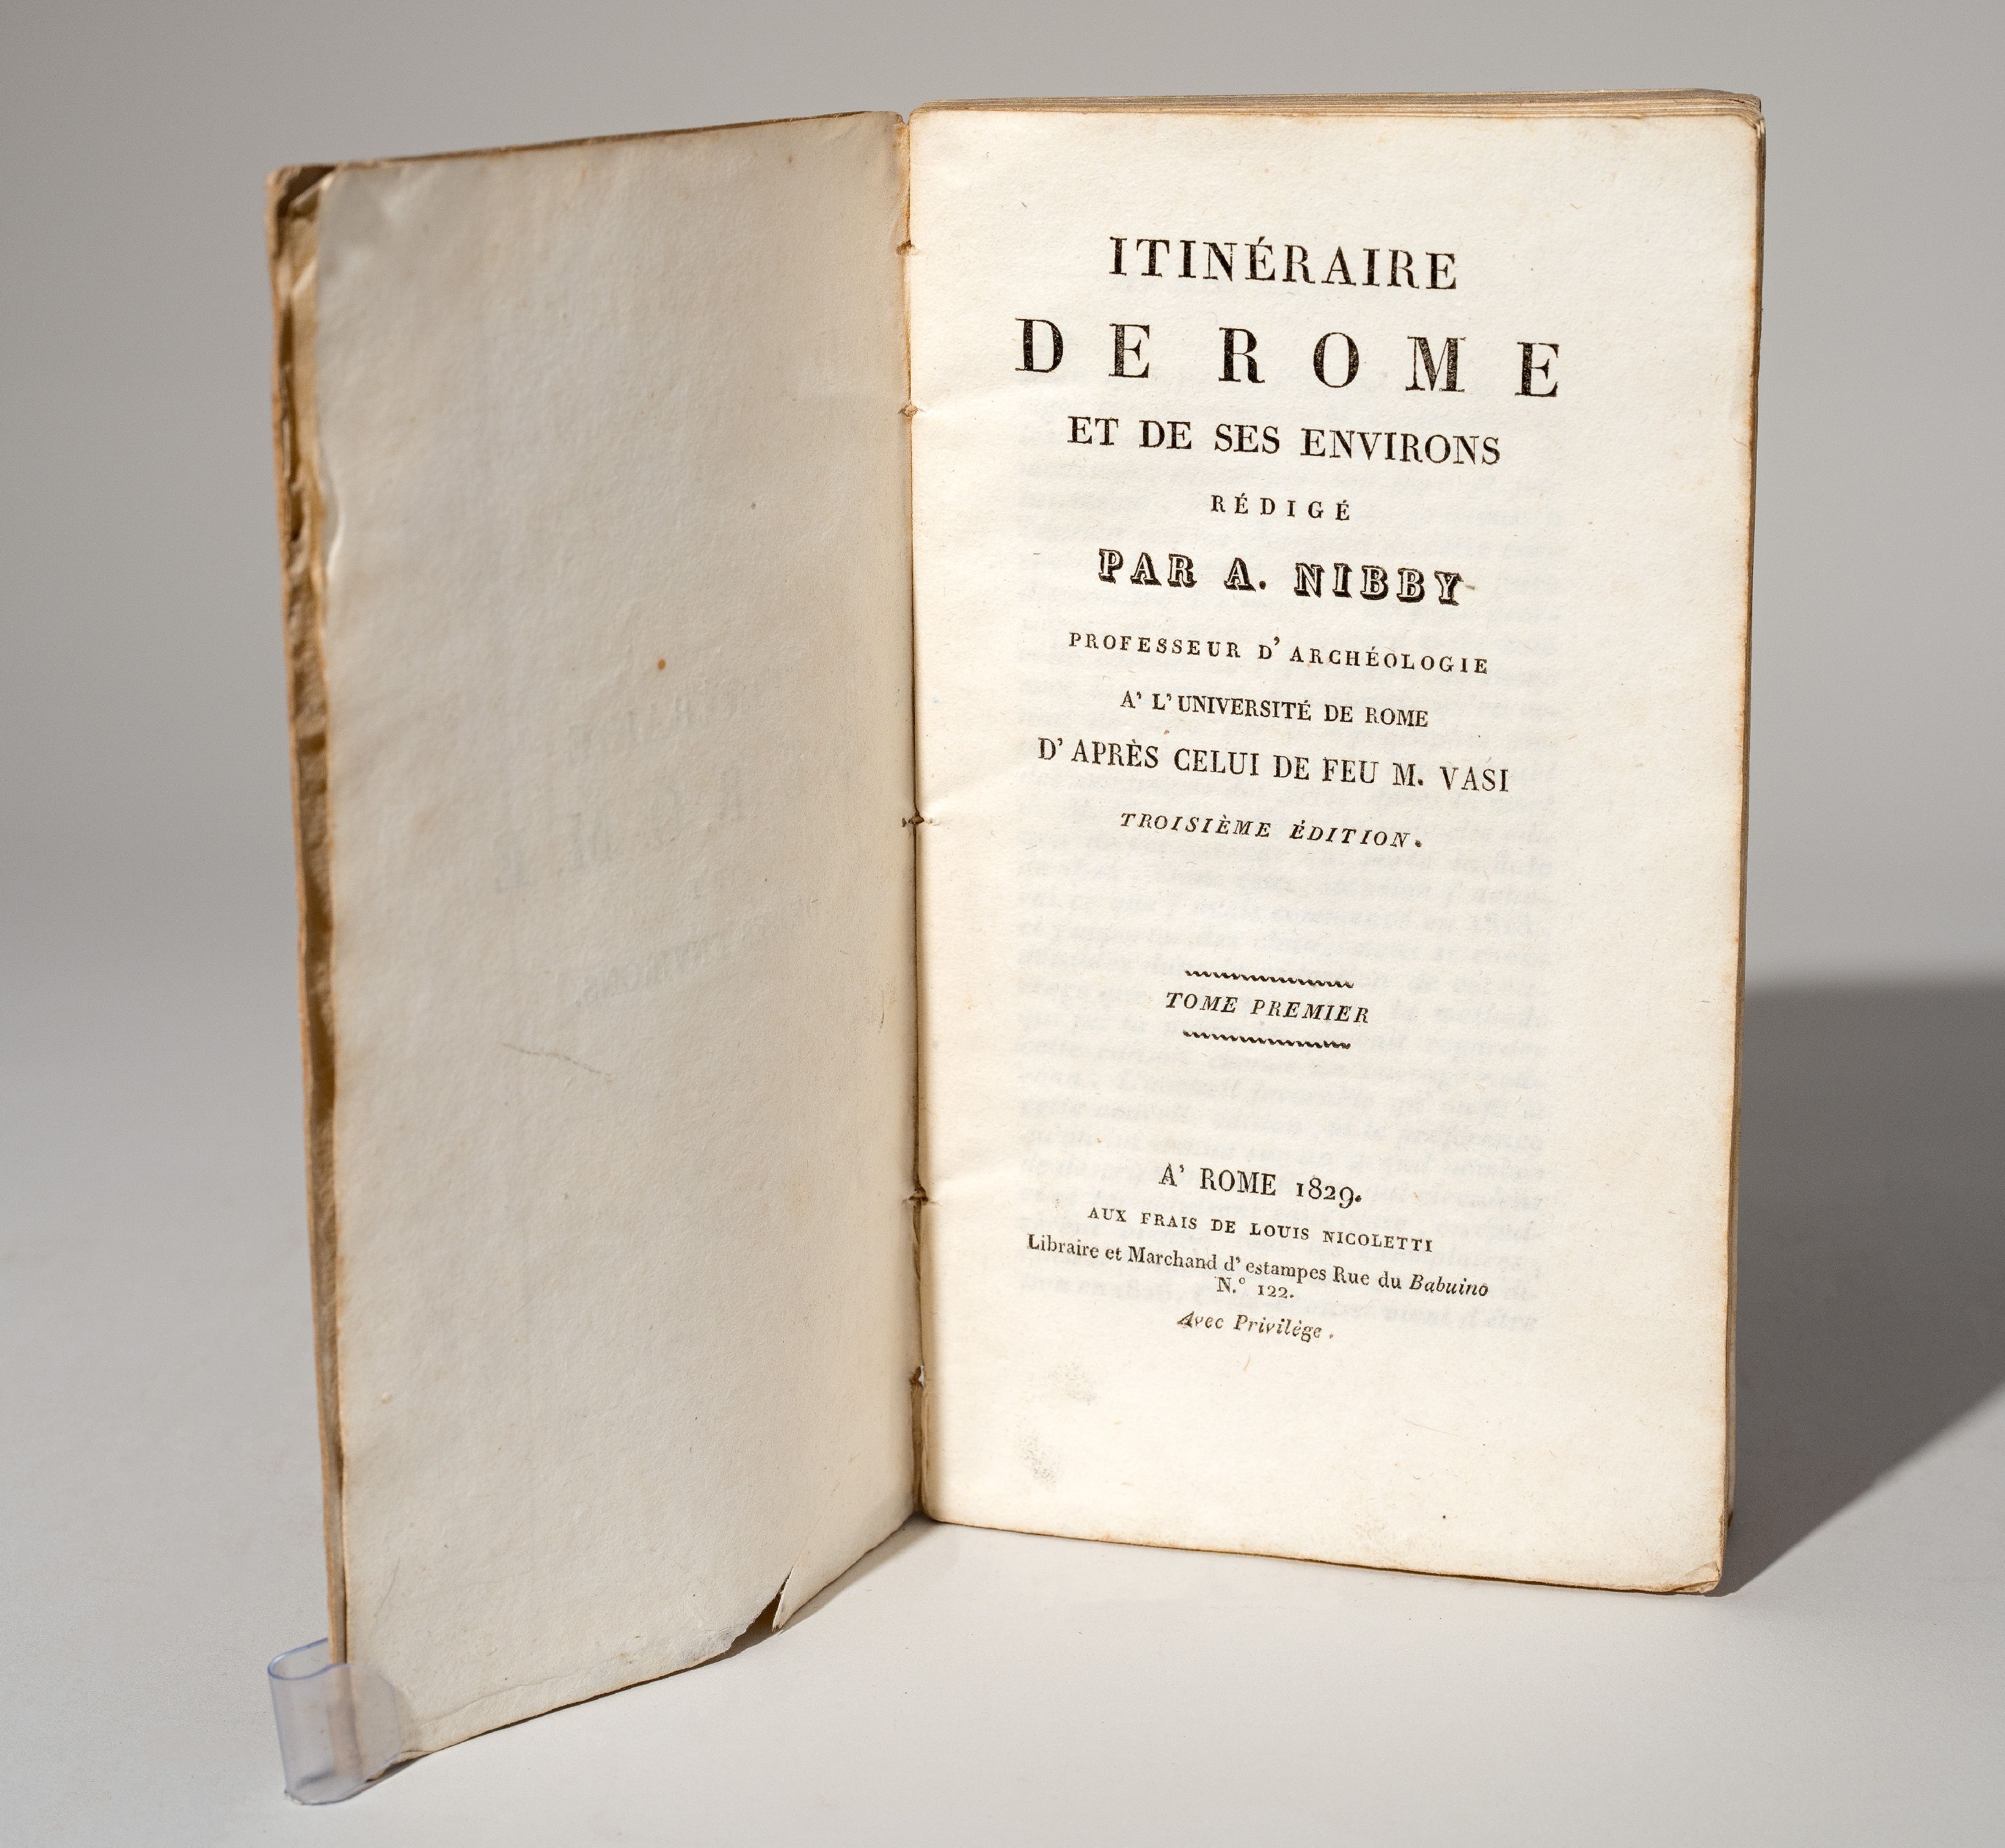 ITINÉRAIRE
DE ROME
ET DE SES ENVIRONS
RÉDIGÉ
PAR A. NIBBY
PROFESSEUR D' ARCHÉOLOGIE
A' L' UNIVERSITÉ DE ROME
D' APRÈS CELUI DE FEU M. VASI
TROISIÈME ÉDITION.
TOME PREMIER
A' ROME 1829.
AUX FRAIS DE LOUIS NICOLETTI
Libraire et Marchand d' estampes Rue du Babuino
N.° 122.
Avec Privilège.